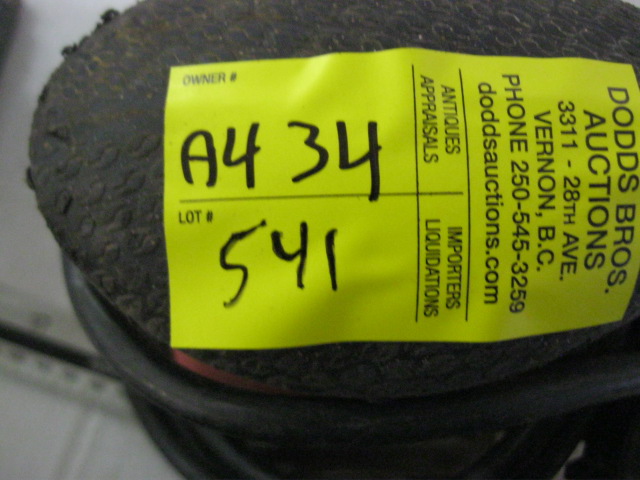 OWNER #
A4 34
LOT #
541
ANTIQUES
APPRAISALS
IMPORTERS
LIQUIDATIONS
DODDS BROS.
AUCTIONS
3311 - 28TH AVE.
VERNON, B.C.
PHONE 250-545-3259
doddsauctions.com